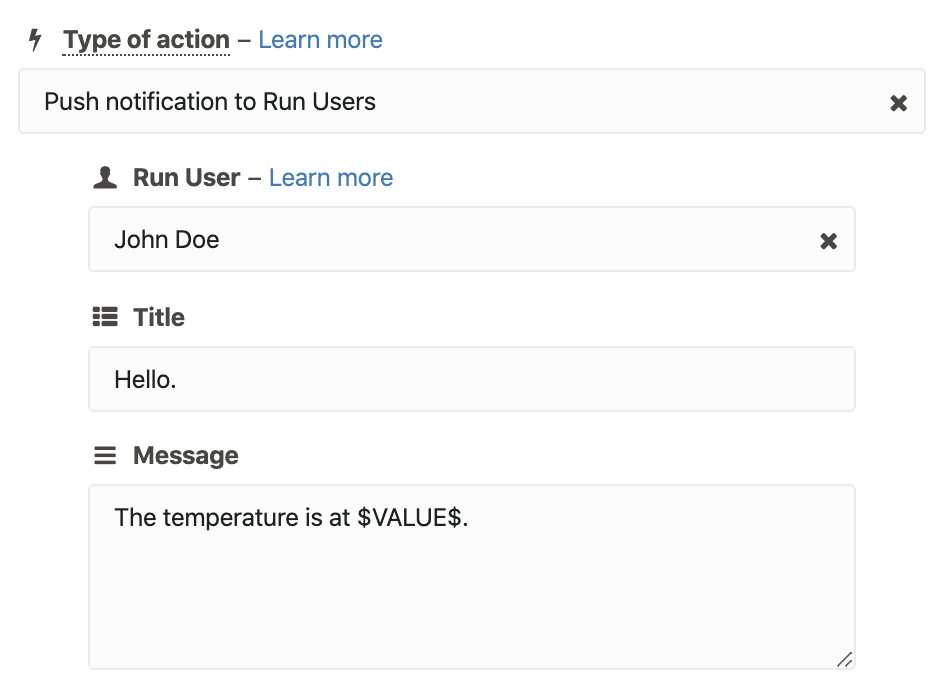 Type of action – Learn more
Push notification to Run Users
Run User – Learn more
John Doe
Title
Hello.
Message
The temperature is at $VALUE$.